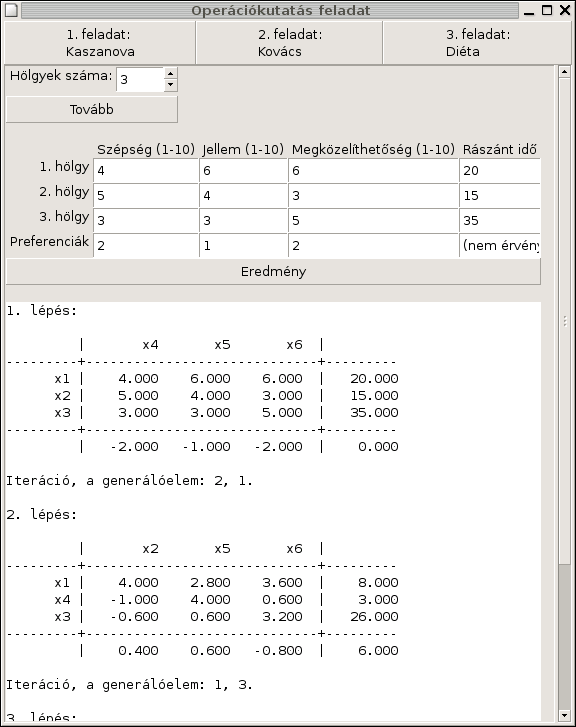 Operációkutatás feladat
1. feladat: Kaszanova
2. feladat: Kovács
3. feladat: Diéta
Hölgyek száma: 3
Tovább
Szépség (1-10) Jellem (1-10) Megközelíthetőség (1-10) Rászánt idő
1. hölgy 4 6 6 20
2. hölgy 5 4 3 15
3. hölgy 3 3 5 35
Preferenciák 2 1 2 (nem érvény
Eredmény
1. lépés:
| x4 x5 x6 |
---------+-----------------------------+---------
x1 | 4.000 6.000 6.000 | 20.000
x2 | 5.000 4.000 3.000 | 15.000
x3 | 3.000 3.000 5.000 | 35.000
---------+-----------------------------+---------
| -2.000 -1.000 -2.000 | 0.000
Iteráció, a generálóelem: 2, 1.
2. lépés:
| x2 x5 x6 |
---------+-----------------------------+---------
x1 | 4.000 2.800 3.600 | 8.000
x4 | -1.000 4.000 0.600 | 3.000
x3 | -0.600 0.600 3.200 | 26.000
---------+-----------------------------+---------
| 0.400 0.600 -0.800 | 6.000
Iteráció, a generálóelem: 1, 3.
3. lépés: